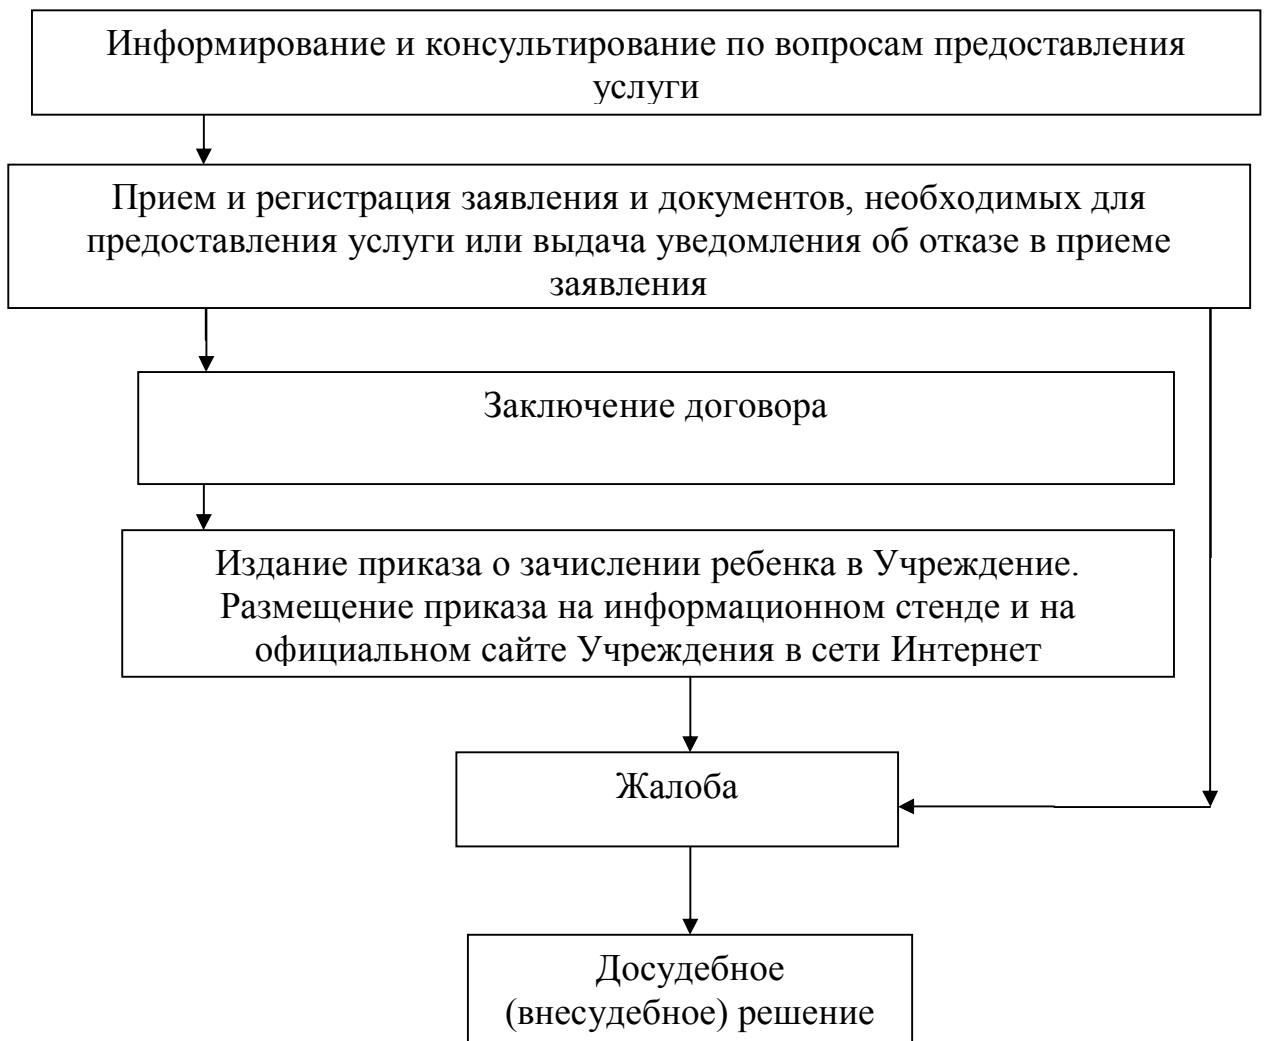 Информирование и консультирование по вопросам предоставления
услуги
Прием и регистрация заявления и документов, необходимых для
предоставления услуги или выдача уведомления об отказе в приеме
заявления
Заключение договора
Издание приказа о зачислении ребенка в Учреждение.
Размещение приказа на информационном стенде и на
официальном сайте Учреждения в сети Интернет
Жалоба
Досудебное
(внесудебное) решение